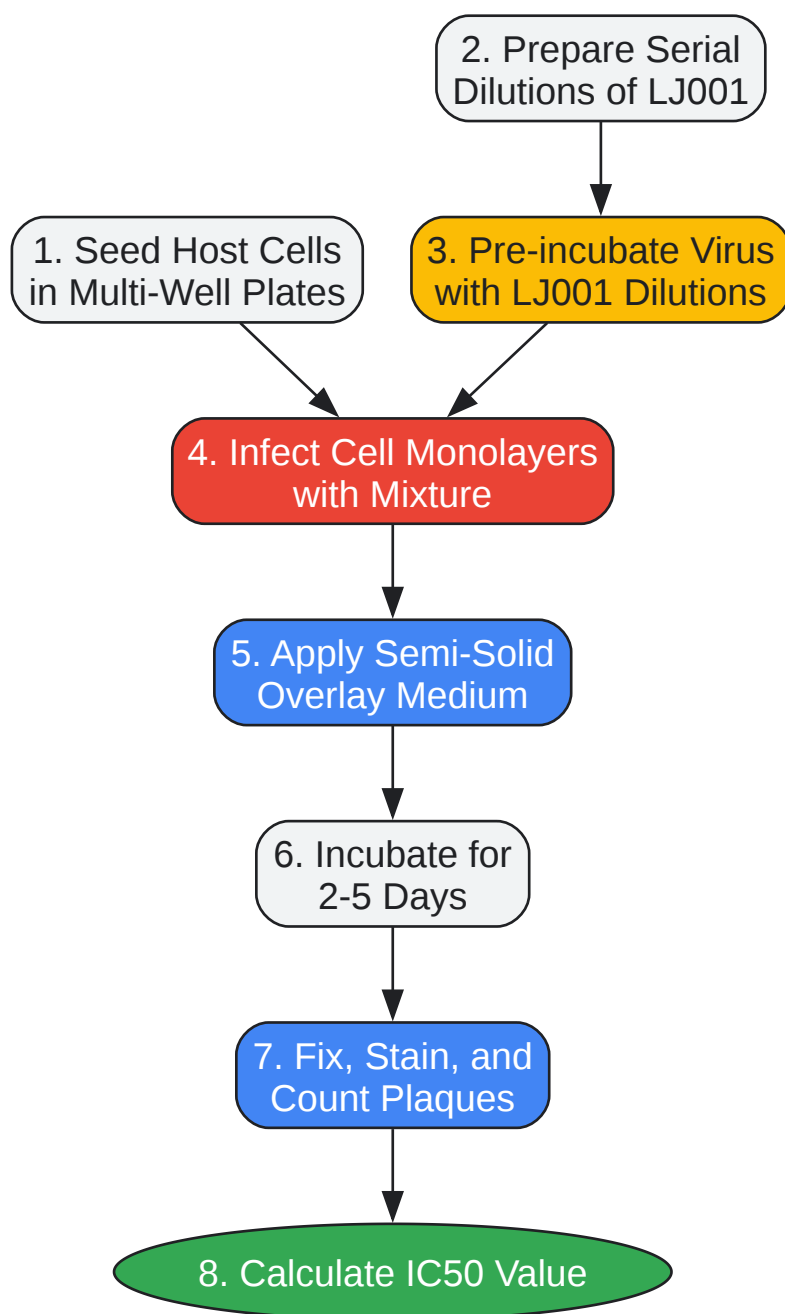 2. Prepare Serial
Dilutions of LJ001
1. Seed Host Cells
in Multi-Well Plates
3. Pre-incubate Virus
with LJ001 Dilutions
4. Infect Cell Monolayers
with Mixture
5. Apply Semi-Solid
Overlay Medium
6. Incubate for
2-5 Days
7. Fix, Stain, and
Count Plaques
8. Calculate IC50 Value